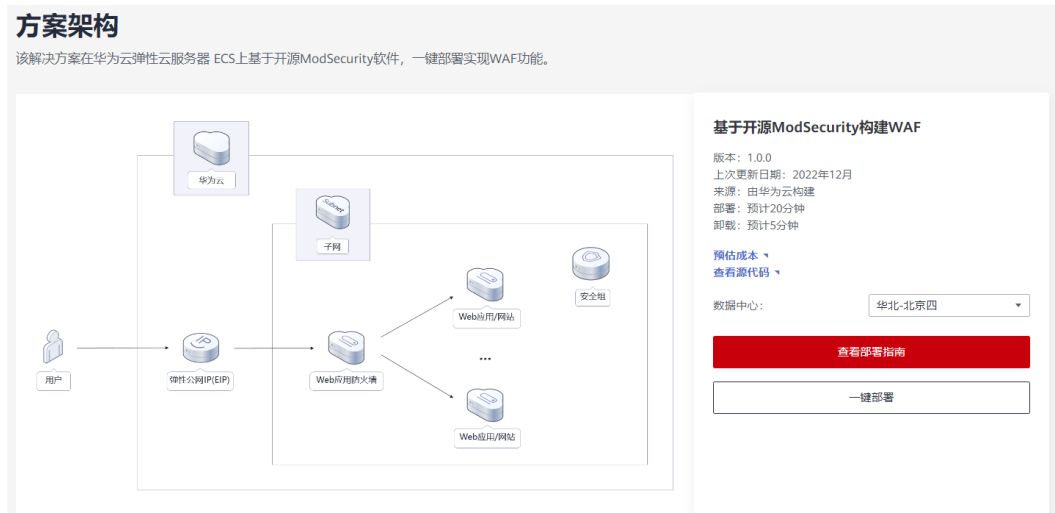 方案架构
该解决方案在华为云弹性云服务器 ECS上基于开源ModSecurity软件，一键部署实现WAF功能。
华为云
Subnet
子网
安全组
Web应用/网站
...
用户
IP
弹性公网IP(EIP)
Web应用防火墙
Web应用/网站
基于开源ModSecurity构建WAF
版本：1.0.0
上次更新日期：2022年12月
来源：由华为云构建
部署：预计20分钟
卸载：预计5分钟
预估成本
查看源代码
数据中心：
华北-北京四
查看部署指南
一键部署